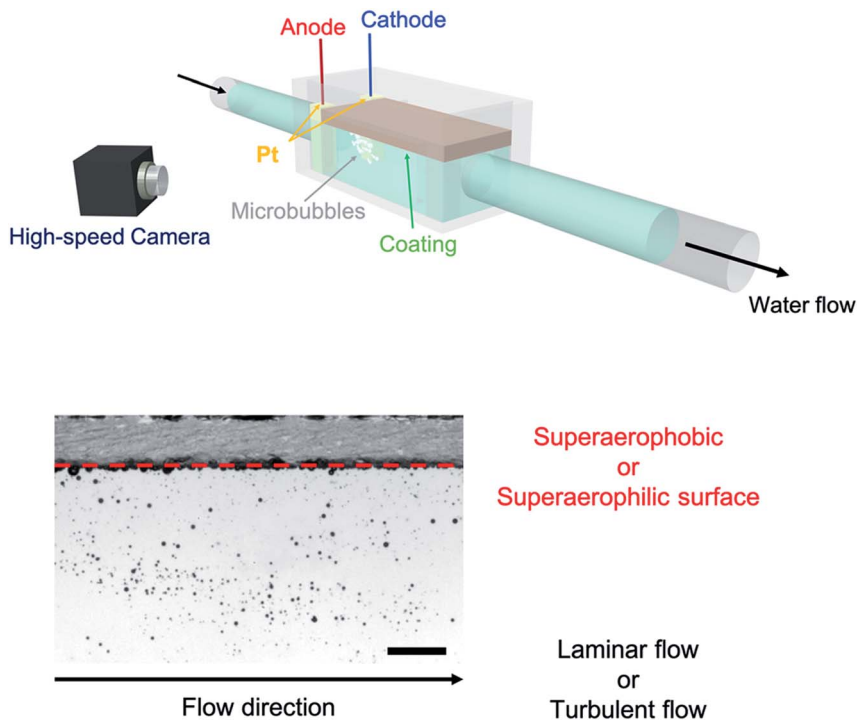 Anode
Cathode
Pt
Microbubbles
High-speed Camera
Coating
Water flow
Superaerophobic
or
Superaerophilic surface
Laminar flow
or
Turbulent flow
Flow direction